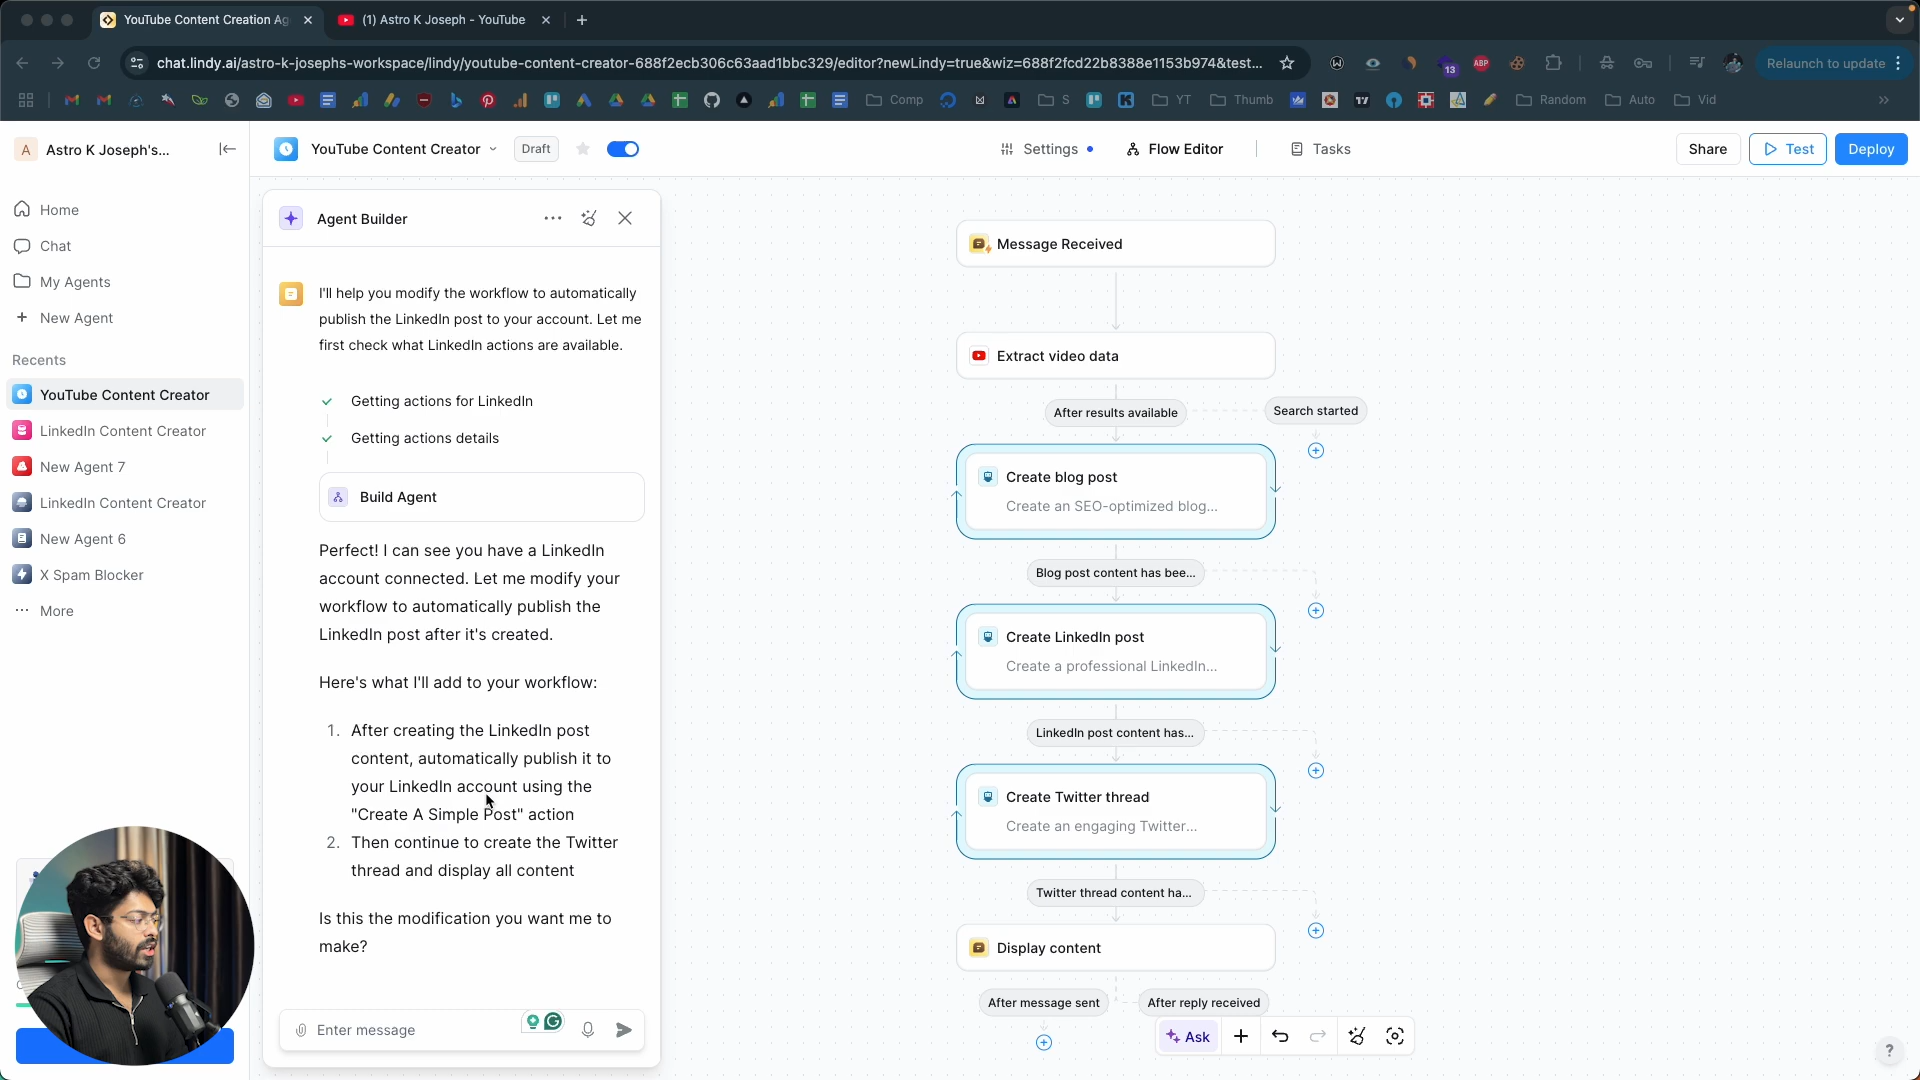 YouTube Content Creation Ag
(1) Astro K Joseph - YouTube
chat.lindy.ai/astro-k-josephs-workspace/lindy/youtube-content-creator-688f2ecb306c63aad1bbc329/editor?newLindy=true&wiz=688f2fcd22b8388e1153b974&test...
13
ABP
Relaunch to update
Comp
S
YT
Thumb
Random
Auto
Vid
A
Astro K Joseph's...
YouTube Content Creator
Draft
Settings
Flow Editor
Tasks
Share
Test
Deploy
Home
Chat
My Agents
New Agent
Recents
YouTube Content Creator
LinkedIn Content Creator
New Agent 7
LinkedIn Content Creator
New Agent 6
X Spam Blocker
More
Agent Builder
I'll help you modify the workflow to automatically
publish the LinkedIn post to your account. Let me
first check what LinkedIn actions are available.
Getting actions for LinkedIn
Getting actions details
Build Agent
Perfect! I can see you have a LinkedIn
account connected. Let me modify your
workflow to automatically publish the
LinkedIn post after it's created.
Here's what I'll add to your workflow:
1. After creating the LinkedIn post
content, automatically publish it to
your LinkedIn account using the
"Create A Simple Post" action
2. Then continue to create the Twitter
thread and display all content
Is this the modification you want me to
make?
Enter message
Message Received
Extract video data
After results available
Search started
Create blog post
Create an SEO-optimized blog...
Blog post content has bee...
Create LinkedIn post
Create a professional LinkedIn...
LinkedIn post content has...
Create Twitter thread
Create an engaging Twitter...
Twitter thread content ha...
Display content
After message sent
After reply received
Ask
?